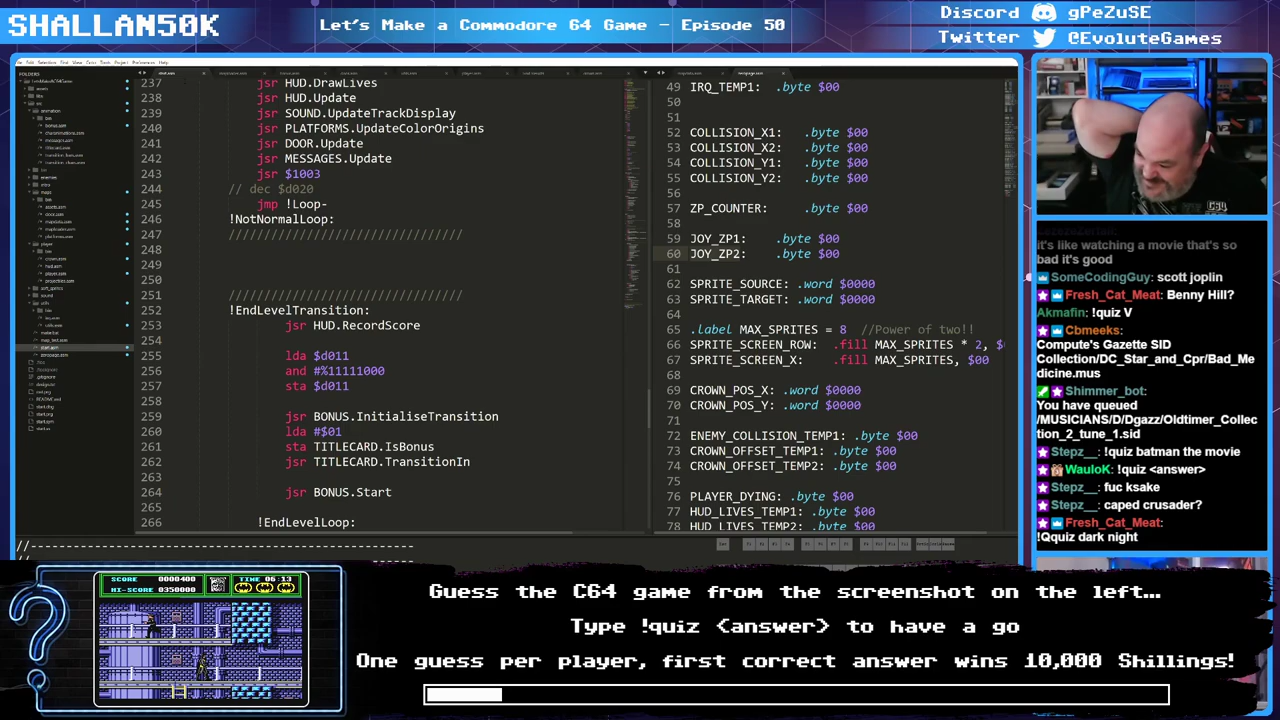 SHALLAN50K
Let's Make a Commodore 64 Game - Episode 50
Discord gPeZuSE
Twitter @EvoluteGames
FOLDERS
237 jsr HUD.DrawLives
238 jsr HUD.Update
239 jsr SOUND.UpdateTrackDisplay
240 jsr PLATFORMS.UpdateColorOrigins
241 jsr DOOR.Update
242 jsr MESSAGES.Update
243 jsr $1003
244 // dec $d020
245 jmp !Loop-
246 !NotNormalLoop:
247 /////////////////////////////////
248
249
250
251 /////////////////////////////////
252 !EndLevelTransition:
253 jsr HUD.RecordScore
254
255 lda $d011
256 and #%11111000
257 sta $d011
258
259 jsr BONUS.InitialiseTransition
260 lda #$01
261 sta TITLECARD.IsBonus
262 jsr TITLECARD.TransitionIn
263
264 jsr BONUS.Start
265
266 !EndLevelLoop:
49 IRQ_TEMP1: .byte $00
50
51
52 COLLISION_X1: .byte $00
53 COLLISION_X2: .byte $00
54 COLLISION_Y1: .byte $00
55 COLLISION_Y2: .byte $00
56
57 ZP_COUNTER: .byte $00
58
59 JOY_ZP1: .byte $00
60 JOY_ZP2: .byte $00
61
62 SPRITE_SOURCE: .word $0000
63 SPRITE_TARGET: .word $0000
64
65 .label MAX_SPRITES = 8 //Power of two!!
66 SPRITE_SCREEN_ROW: .fill MAX_SPRITES * 2, $
67 SPRITE_SCREEN_X: .fill MAX_SPRITES, $00
68
69 CROWN_POS_X: .word $0000
70 CROWN_POS_Y: .word $0000
71
72 ENEMY_COLLISION_TEMP1: .byte $00
73 CROWN_OFFSET_TEMP1: .byte $00
74 CROWN_OFFSET_TEMP2: .byte $00
75
76 PLAYER_DYING: .byte $00
77 HUD_LIVES_TEMP1: .byte $00
78 HUD_LIVES_TEMP2: .byte $00
//------------------------------------------------------
//
it's like watching a movie that's so
bad it's good
SomeCodingGuy: scott joplin
Fresh_Cat_Meat: Benny Hill?
Akmafin: !quiz V
Cbmeeks:
Compute's Gazette SID
Collection/DC_Star_and_Cpr/Bad_Me
dicine.mus
Shimmer_bot:
You have queued
/MUSICIANS/D/Dgazz/Oldtimer_Collec
tion_2_tune_1.sid
Stepz__: !quiz batman the movie
WauloK: !quiz <answer>
Stepz__: fuc ksake
Stepz__: caped crusader?
Fresh_Cat_Meat:
!Qquiz dark night
SCORE 0000400
HI-SCORE 0350000
TIME 06:13
Guess the C64 game from the screenshot on the left...
Type !quiz <answer> to have a go
One guess per player, first correct answer wins 10,000 Shillings!